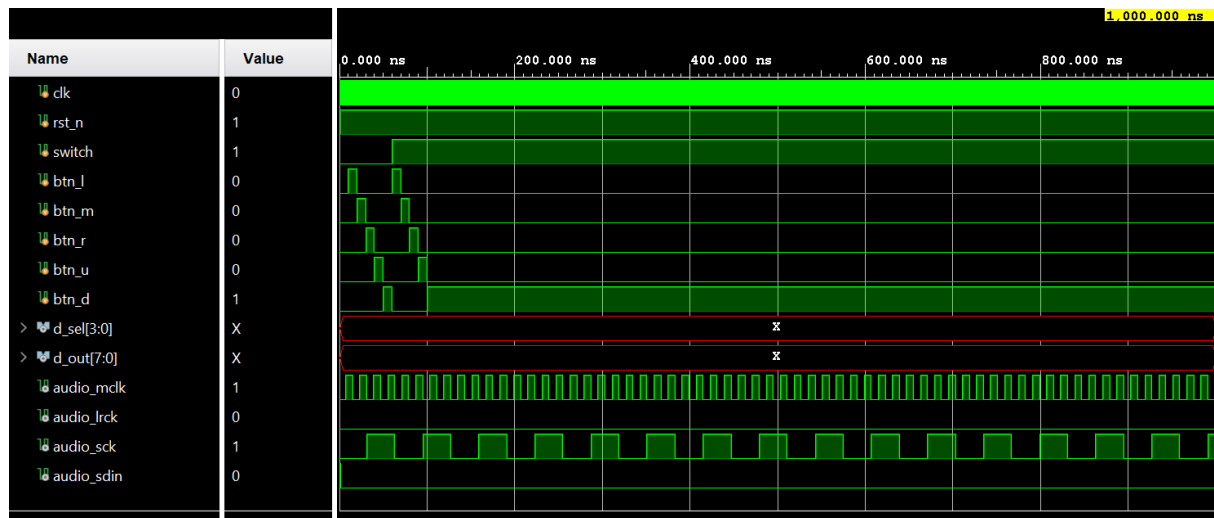 1,000.000 ns
Name Value 0.000 ns 200.000 ns 400.000 ns 600.000 ns 800.000 ns
clk 0
rst_n 1
switch 1
btn_l 0
btn_m 0
btn_r 0
btn_u 0
btn_d 1
d_sel[3:0] X X
d_out[7:0] X X
audio_mclk 1
audio_lrck 0
audio_sck 1
audio_sdin 0